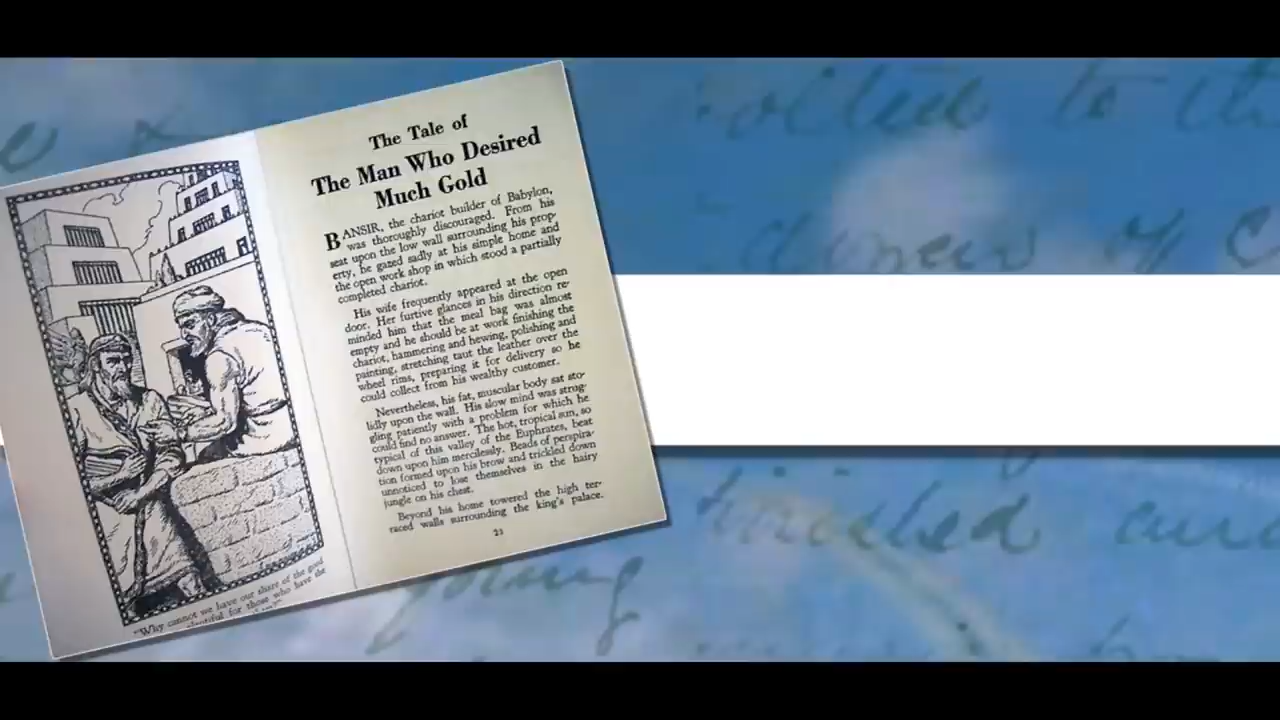 The Tale of
The Man Who Desired
Much Gold
BANSIR, the chariot builder of Babylon,
was thoroughly discouraged. From his
seat upon the low wall surrounding his prop-
erty, he gazed sadly at his simple home and
the open work shop in which stood a partially
completed chariot.
His wife frequently appeared at the open
door. Her furtive glances in his direction re-
minded him that the meal bag was almost
empty and he should be at work finishing the
chariot, hammering and hewing, polishing and
painting, stretching taut the leather over the
wheel rims, preparing it for delivery so he
could collect from his wealthy customer.
Nevertheless, his fat, muscular body sat sto-
lidly upon the wall. His slow mind was strug-
gling patiently with a problem for which he
could find no answer. The hot, tropical sun, so
typical of this valley of the Euphrates, beat
down upon him mercilessly. Beads of perspira-
tion formed upon his brow and trickled down
unnoticed to lose themselves in the hairy
jungle on his chest.
Beyond his home towered the high ter-
raced walls surrounding the king's palace.
21
"Why cannot we have our share of the good
plentiful for those who have the
to the
of
young